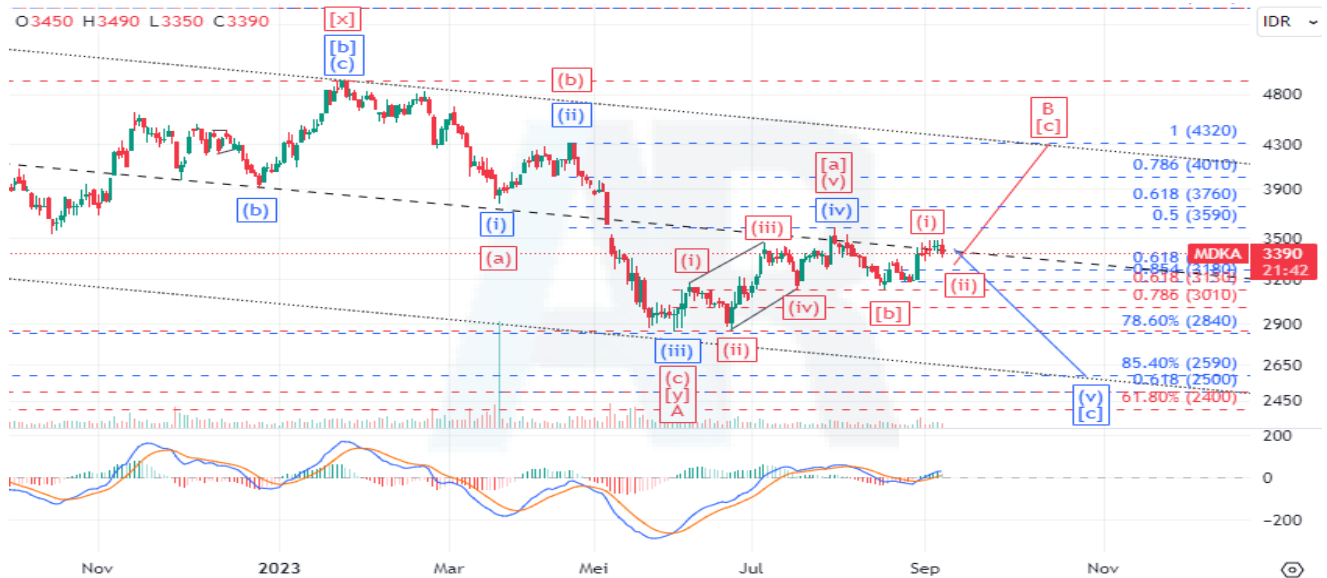 O3450 H3490 L3350 C3390
IDR
[x]
[b]
(c)
(b)
(i)
(a)
(b)
(ii)
(iii)
(c)
[y]
A
(i)
(ii)
(iii)
(iv)
[a]
(v)
(iv)
[b]
(i)
(ii)
B
[c]
(v)
[c]
1 (4320)
0.786 (4010)
0.618 (3760)
0.5 (3590)
0.618
0.854 (3180)
0.618 (3130)
0.786 (3010)
78.60% (2840)
85.40% (2590)
0.618 (2500)
61.80% (2400)
4800
4300
3900
3500
MDKA 3390
21:42
3200
2900
2650
2450
200
0
−200
Nov 2023 Mar Mei Jul Sep Nov